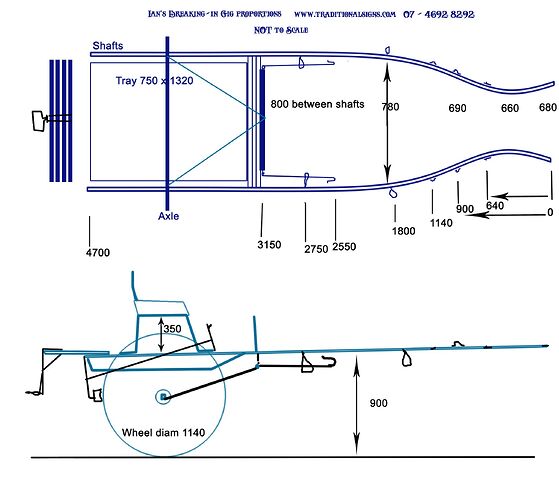 Ian's Breaking-in Gig proportions www.traditionalsigns.com 07 - 4692 8292
NOT to Scale
Shafts
Tray 750 x 1320
800 between shafts
780
690
660
680
Axle
4700
3150
2750
2550
1800
1140
900
640
0
350
Wheel diam 1140
900